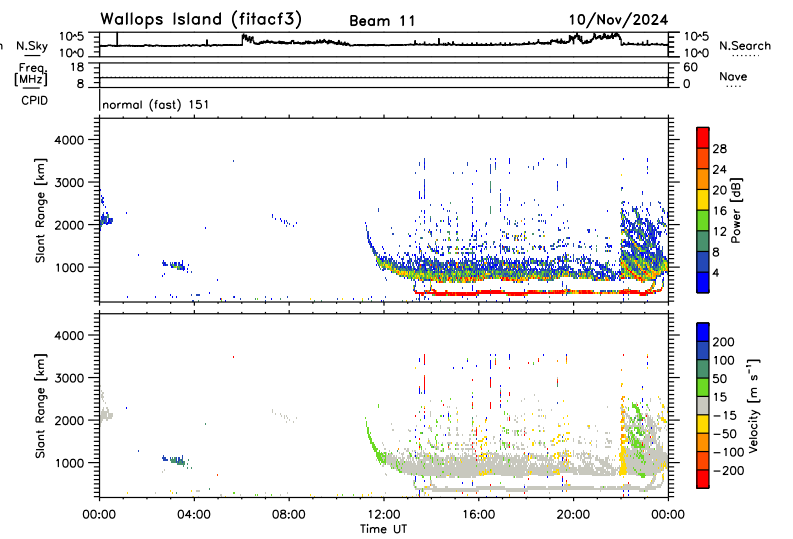 Wallops Island (fitacf3) Beam 11 10/Nov/2024
N.Sky 10^5 10^0 10^5 10^0 N.Search
Freq. [MHz] 18 8 60 0 Nave
CPID normal (fast) 151
4000
3000
2000
1000
Slant Range [km]
28
24
20
16
12
8
4
Power [dB]
4000
3000
2000
1000
Slant Range [km]
200
100
50
15
-15
-50
-100
-200
Velocity [m s⁻¹]
00:00 04:00 08:00 12:00 16:00 20:00 00:00
Time UT